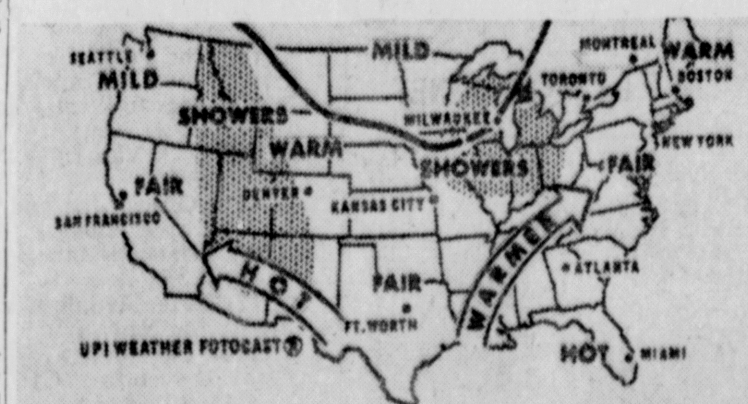 MILD
MONTREAL
WARM
SEATTLE
MILD
TORONTO
BOSTON
SHOWERS
MILWAUKEE
NEW YORK
WARM
SHOWERS
FAIR
FAIR
DENVER
KANSAS CITY
SAN FRANCISCO
WARMER
HOT
FAIR
ATLANTA
FT. WORTH
UPI WEATHER FOTOCAST
HOT
MIAMI